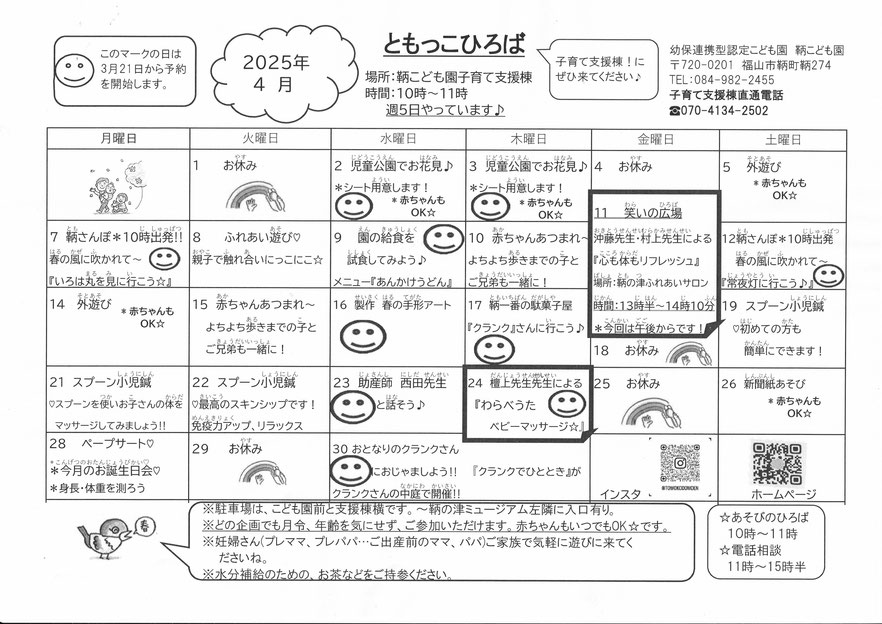 このマークの日は
3月21日から予約
を開始します。
2025年
4 月
ともっこひろば
場所：鞆こども園子育て支援棟
時間：10時～11時
週5日やっています♪
子育て支援棟！に
ぜひ来てください♪
幼保連携型認定こども園 鞆こども園
〒720-0201 福山市鞆町鞆274
TEL：084-982-2455
子育て支援棟直通電話
☎070-4134-2502
月曜日 火曜日 水曜日 木曜日 金曜日 土曜日
1 お休み
2 児童公園でお花見♪
＊シート用意します！
＊赤ちゃんも
OK☆
3 児童公園でお花見♪
＊シート用意します！
＊赤ちゃんも
OK☆
4 お休み
5 外遊び
＊赤ちゃんも
OK☆
7 鞆さんぽ＊10時出発!!
春の風に吹かれて～
『いろは丸を見に行こう☆』
8 ふれあい遊び♡
親子で触れ合いにっこにこ☆
9 園の給食を
試食してみよう♪
メニュー『あんかけうどん』
10 赤ちゃんあつまれ～
よちよち歩きまでの子と
ご兄弟も一緒に！
11 笑いの広場
沖藤先生・村上先生による
『心も体もリフレッシュ』
場所：鞆の津ふれあいサロン
時間：13時半～14時10分
＊今回は午後からです！
12 鞆さんぽ＊10時出発
春の風に吹かれて～
『常夜灯に行こう♪』
14 外遊び
＊赤ちゃんも
OK☆
15 赤ちゃんあつまれ～
よちよち歩きまでの子と
ご兄弟も一緒に！
16 製作 春の手形アート
17 鞆一番の駄菓子屋
『クランク』さんに行こう♪
18 お休み
19 スプーン小児鍼
♡初めての方も
簡単にできます！
21 スプーン小児鍼
♡スプーンを使いお子さんの体を
マッサージしてみましょう!!
22 スプーン小児鍼
♡最高のスキンシップです！
免疫力アップ、リラックス
23 助産師 西田先生
と話そう♪
24 檀上先生先生による
『わらべうた
ベビーマッサージ☆』
25 お休み
26 新聞紙あそび
＊赤ちゃんも
OK☆
28 ペープサート♡
＊今月のお誕生日会♡
＊身長・体重を測ろう
29 お休み
30 おとなりのクランクさん
におじゃましよう!!
クランクさんの中庭で開催!!
『クランクでひととき』が
インスタ
ホームページ
春
※駐車場は、こども園前と支援棟横です。～鞆の津ミュージアム左隣に入口有り。
※どの企画でも月令、年齢を気にせず、ご参加いただけます。赤ちゃんもいつでもOK☆です。
※妊婦さん(プレママ、プレパパ…ご出産前のママ、パパ)ご家族で気軽に遊びに来てく
ださいね。
※水分補給のための、お茶などをご持参ください。
☆あそびのひろば
10時～11時
☆電話相談
11時～15時半